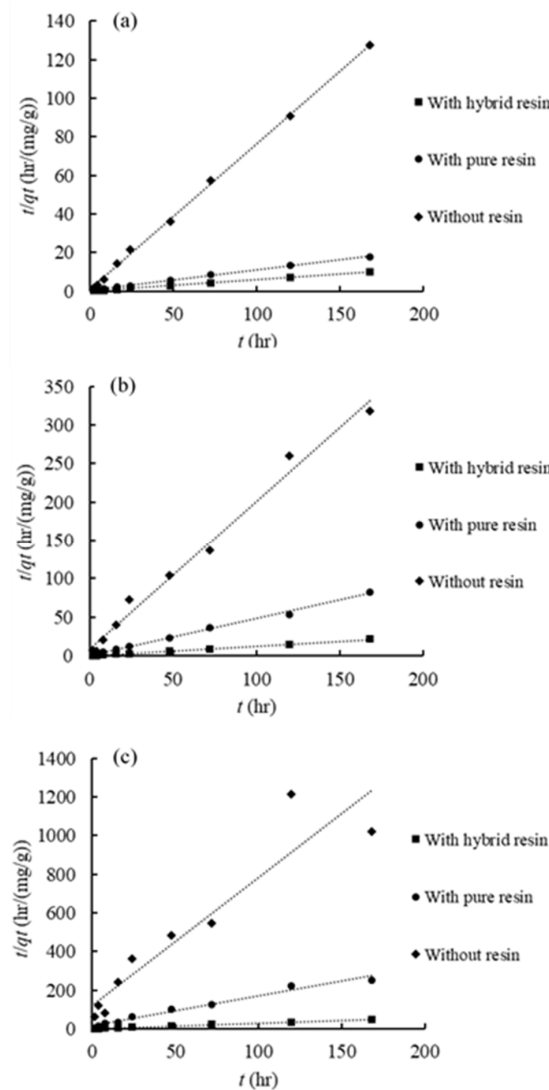 (a)
140
120
100
80
60
40
20
0
t/qt (hr/(mg/g))
0
50
100
150
200
t (hr)
With hybrid resin
With pure resin
Without resin
(b)
350
300
250
200
150
100
50
0
t/qt (hr/(mg/g))
0
50
100
150
200
t (hr)
With hybrid resin
With pure resin
Without resin
(c)
1400
1200
1000
800
600
400
200
0
t/qt (hr/(mg/g))
0
50
100
150
200
t (hr)
With hybrid resin
With pure resin
Without resin